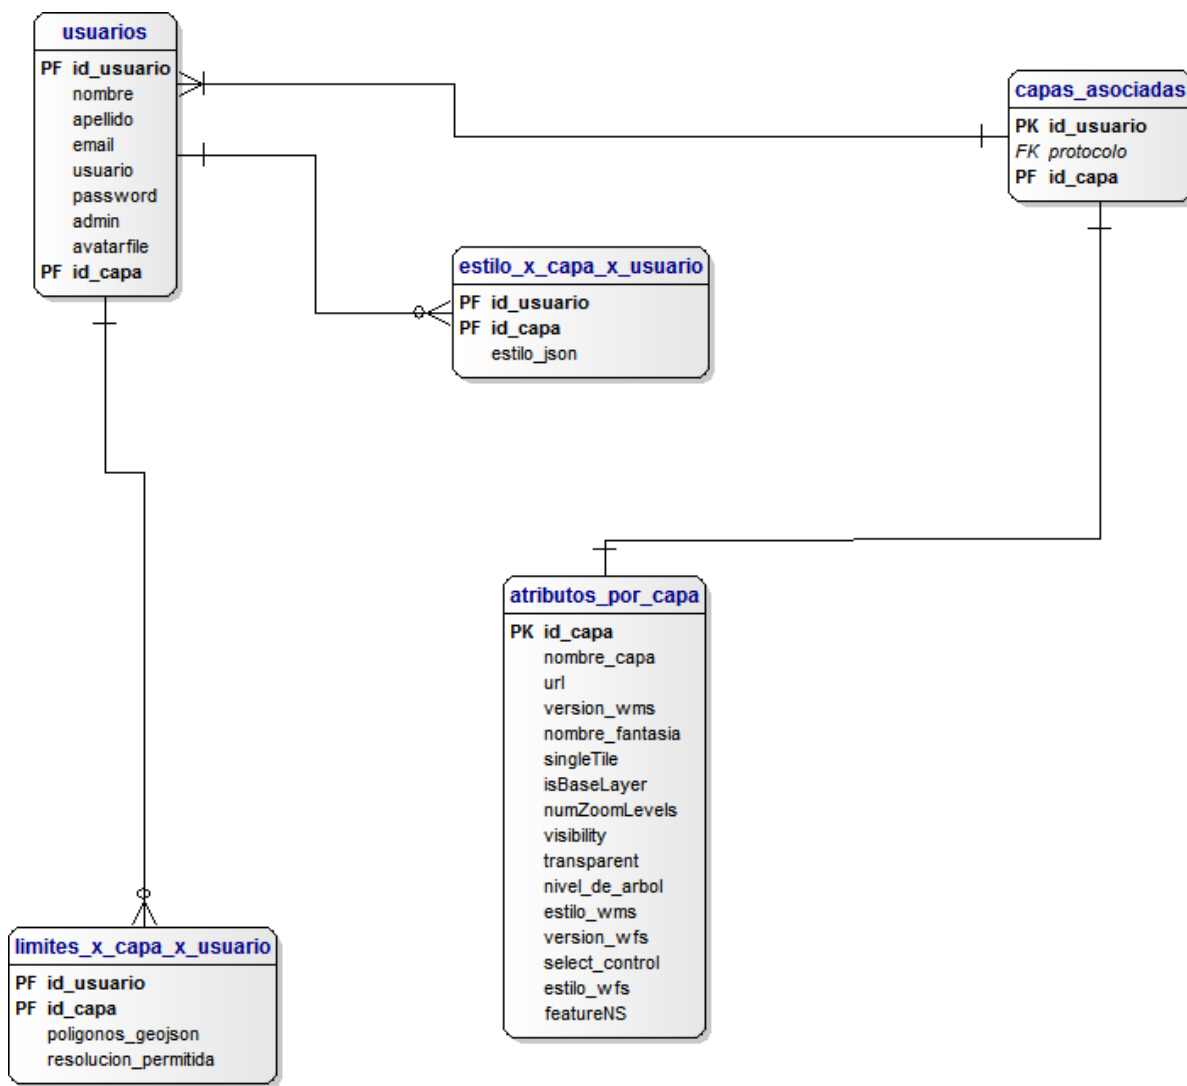 usuarios
PF id_usuario
nombre
apellido
email
usuario
password
admin
avatarfile
PF id_capa
capas_asociadas
PK id_usuario
FK protocolo
PF id_capa
estilo_x_capa_x_usuario
PF id_usuario
PF id_capa
estilo_json
atributos_por_capa
PK id_capa
nombre_capa
url
version_wms
nombre_fantasia
singleTile
isBaseLayer
numZoomLevels
visibility
transparent
nivel_de_arbol
estilo_wms
version_wfs
select_control
estilo_wfs
featureNS
limites_x_capa_x_usuario
PF id_usuario
PF id_capa
poligonos_geojson
resolucion_permitida